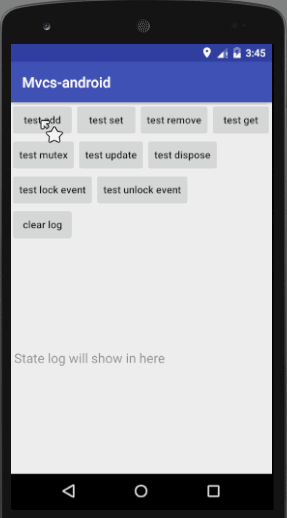 3:45
Mvcs-android
test add test set test remove test get
test mutex test update test dispose
test lock event test unlock event
clear log
State log will show in here